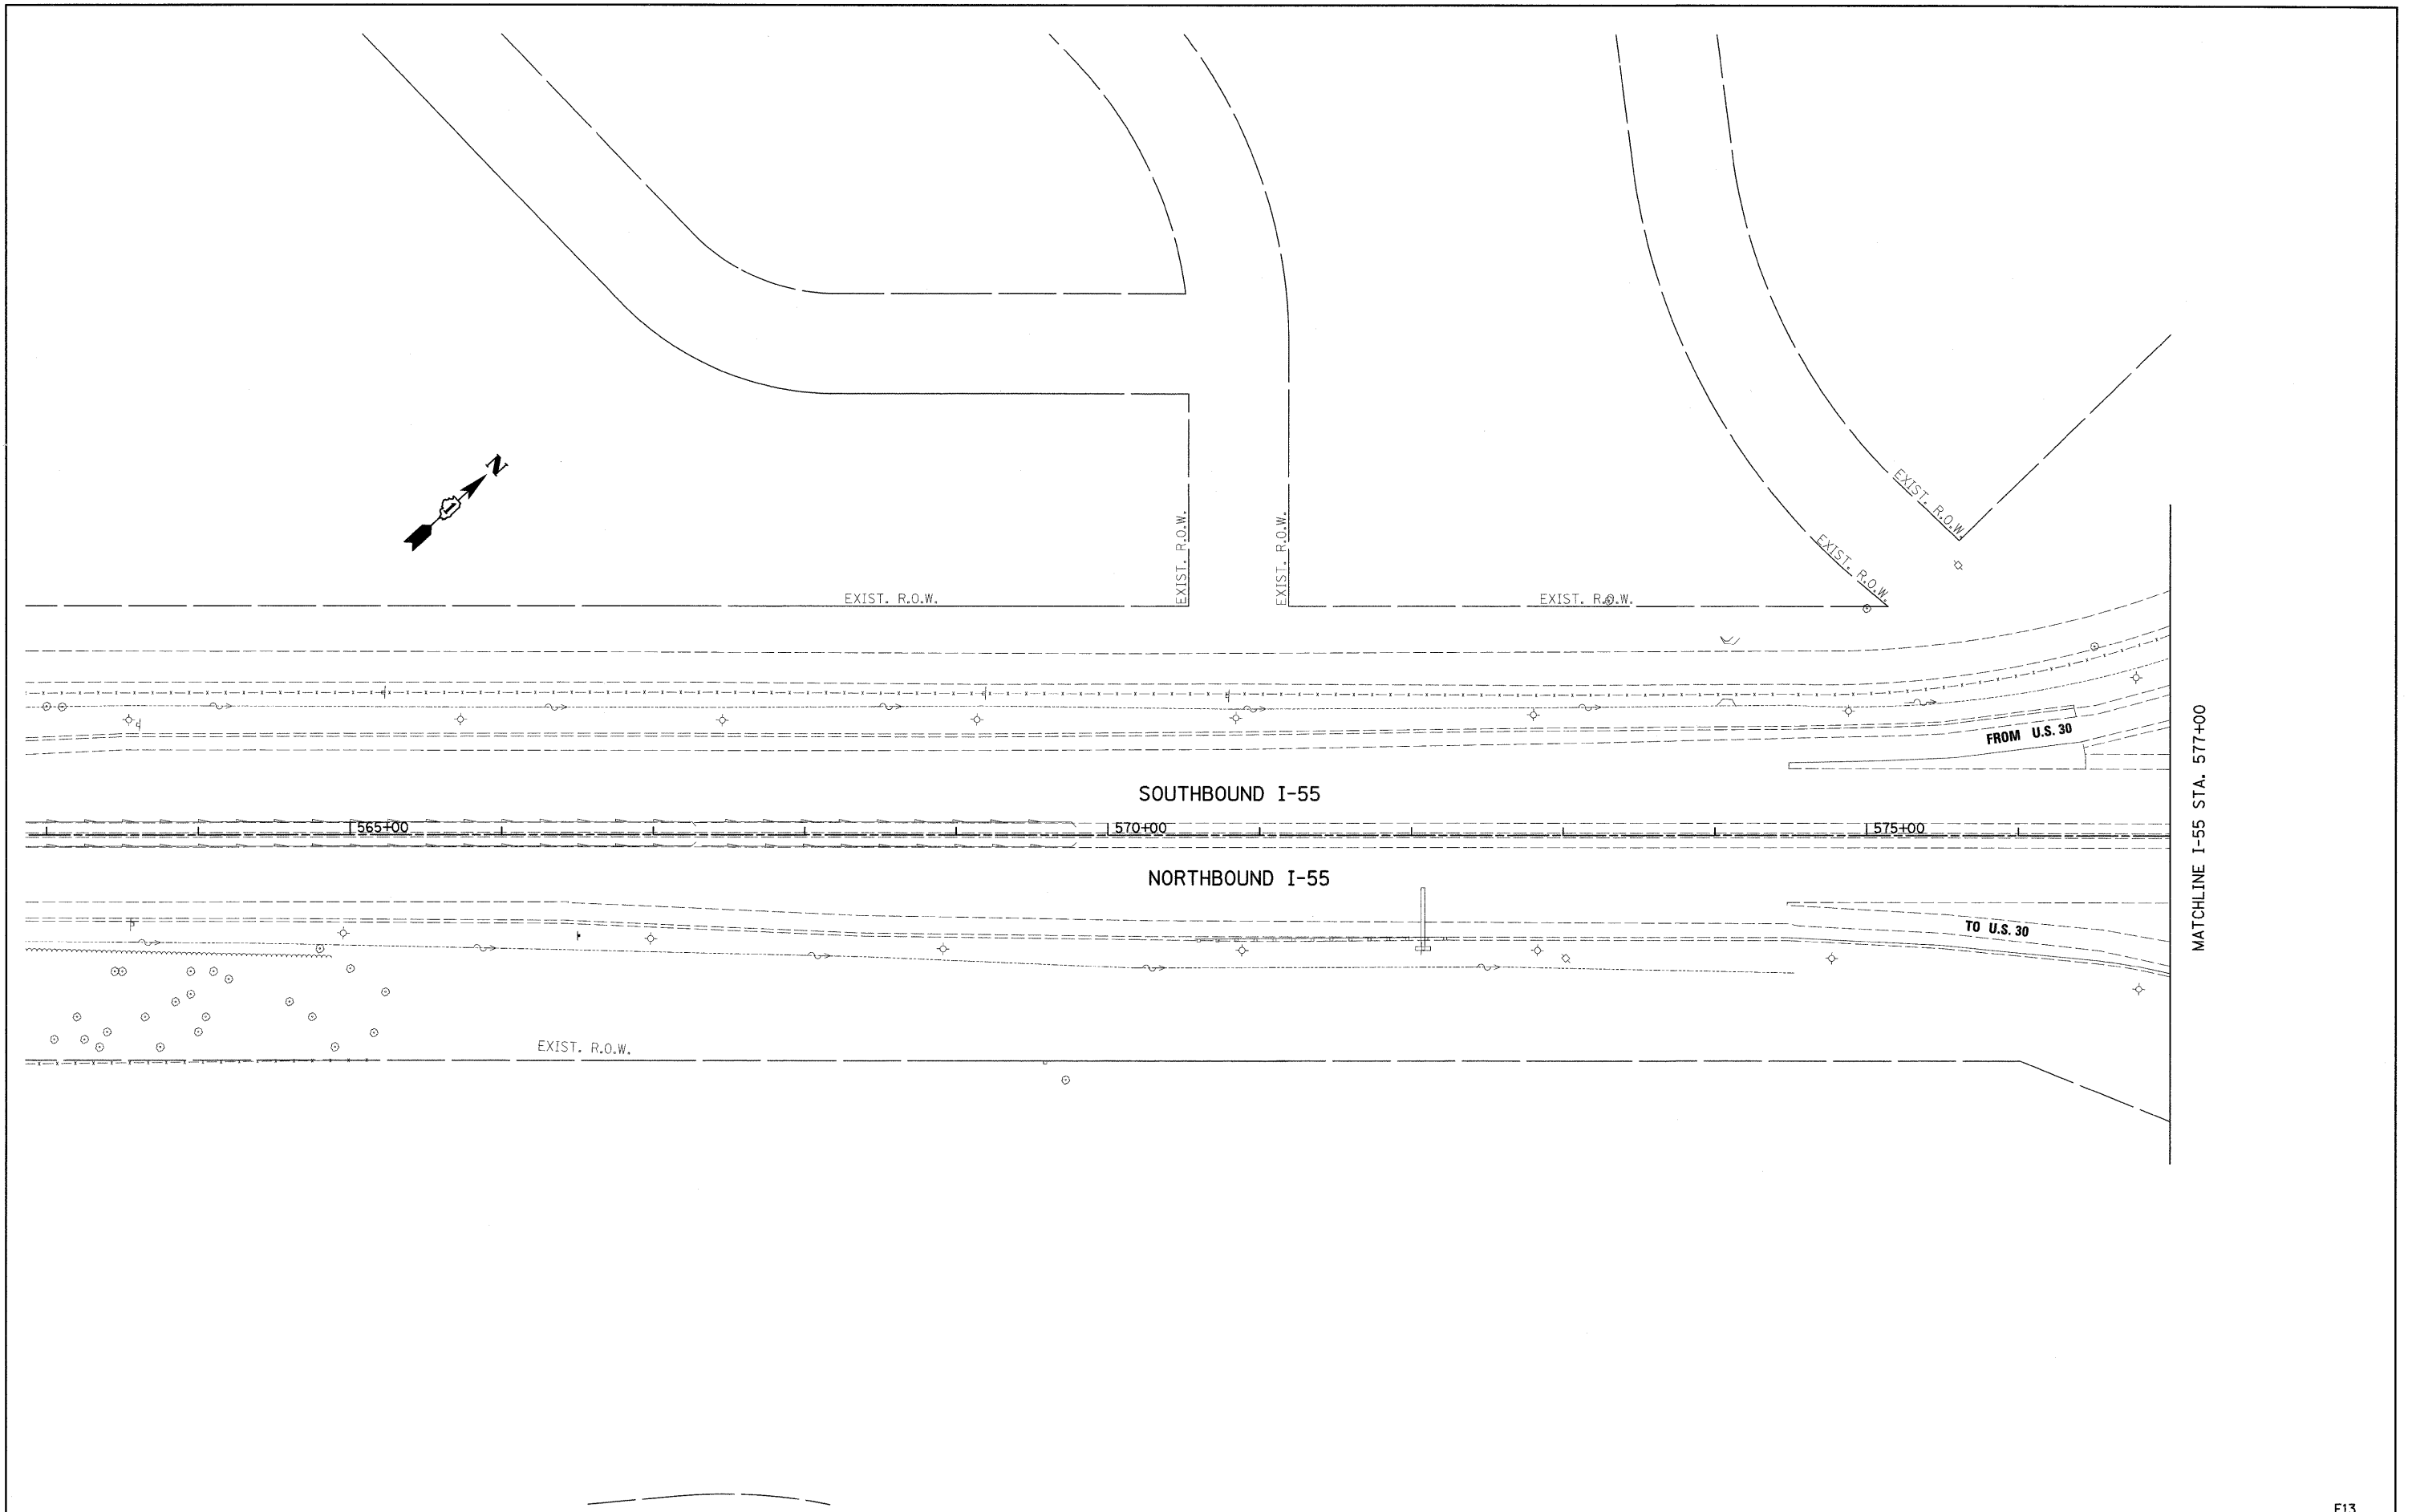 N
EXIST. R.O.W.
EXIST. R.O.W.
EXIST. R.O.W.
EXIST. R.O.W.
EXIST. R.O.W.
EXIST. R.O.W.
FROM U.S. 30
SOUTHBOUND I-55
565+00
570+00
575+00
NORTHBOUND I-55
TO U.S. 30
EXIST. R.O.W.
MATCHLINE I-55 STA. 577+00
F13